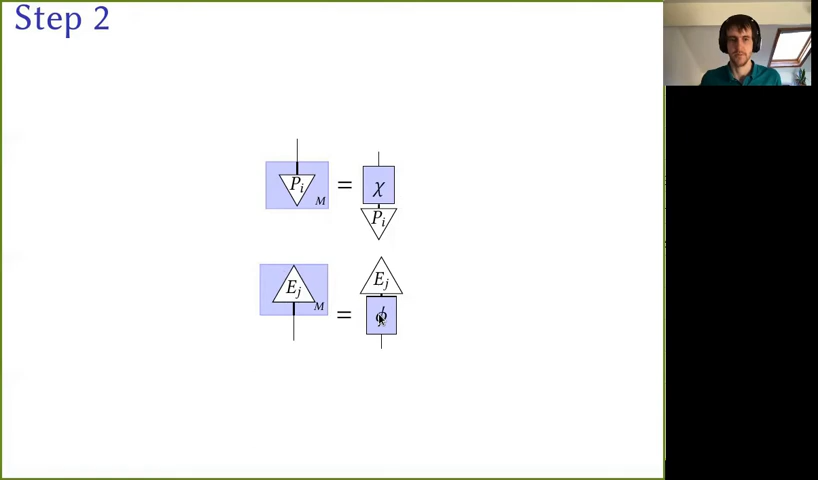 Step 2
P_i M = χ
P_i
E_j
E_j M = ϕ